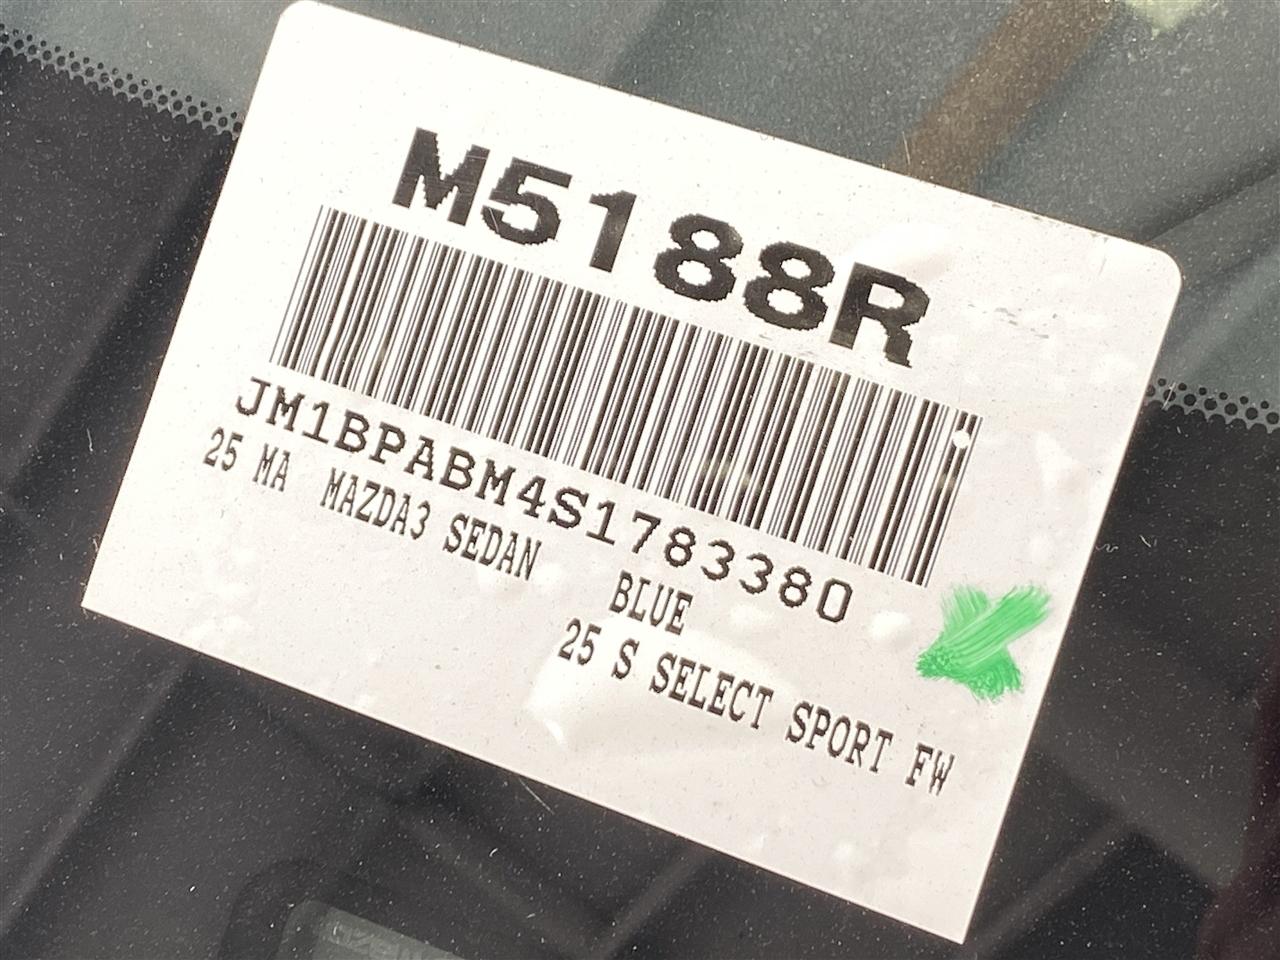 M5188R
JM1BPABM4S1783380
25 MA MAZDA3 SEDAN
BLUE
25 S SELECT SPORT FW